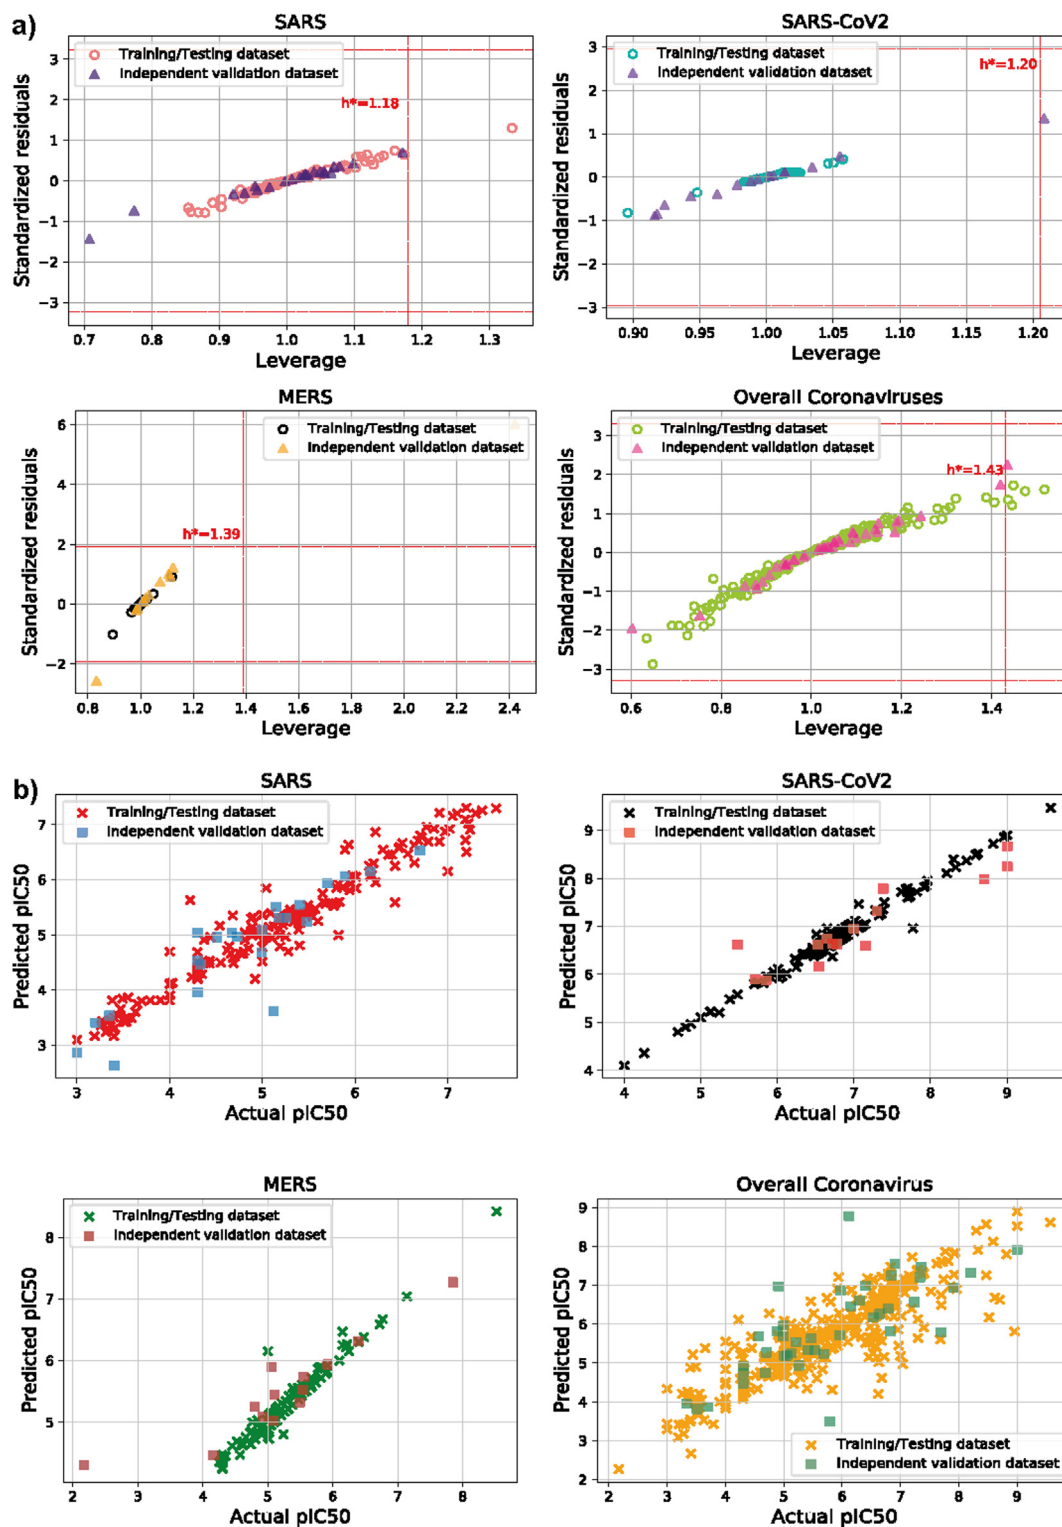 a)
SARS
Training/Testing dataset
Independent validation dataset
h*=1.18
Standardized residuals
3
2
1
0
−1
−2
−3
0.7 0.8 0.9 1.0 1.1 1.2 1.3
Leverage
SARS-CoV2
Training/Testing dataset
Independent validation dataset
h*=1.20
Standardized residuals
3
2
1
0
−1
−2
−3
0.90 0.95 1.00 1.05 1.10 1.15 1.20
Leverage
MERS
Training/Testing dataset
Independent validation dataset
h*=1.39
Standardized residuals
6
4
2
0
−2
0.8 1.0 1.2 1.4 1.6 1.8 2.0 2.2 2.4
Leverage
Overall Coronaviruses
Training/Testing dataset
Independent validation dataset
h*=1.43
Standardized residuals
3
2
1
0
−1
−2
−3
0.6 0.8 1.0 1.2 1.4
Leverage
b)
SARS
Training/Testing dataset
Independent validation dataset
Predicted pIC50
7
6
5
4
3
3 4 5 6 7
Actual pIC50
SARS-CoV2
Training/Testing dataset
Independent validation dataset
Predicted pIC50
9
8
7
6
5
4
4 5 6 7 8 9
Actual pIC50
MERS
Training/Testing dataset
Independent validation dataset
Predicted pIC50
8
7
6
5
2 3 4 5 6 7 8
Actual pIC50
Overall Coronavirus
Predicted pIC50
9
8
7
6
5
4
3
2
Training/Testing dataset
Independent validation dataset
2 3 4 5 6 7 8 9
Actual pIC50